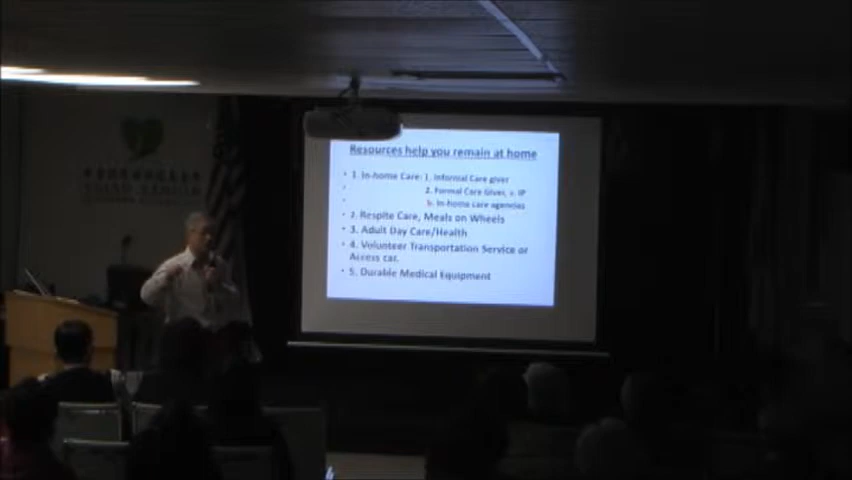 Resources help you remain at home
• 1. In-home Care: 1. Informal Care giver
• 2. Formal Care Giver, a. IP
• b. In-home care agencies
• 2. Respite Care, Meals on Wheels
• 3. Adult Day Care/Health
• 4. Volunteer Transportation Service or
Access car.
• 5. Durable Medical Equipment